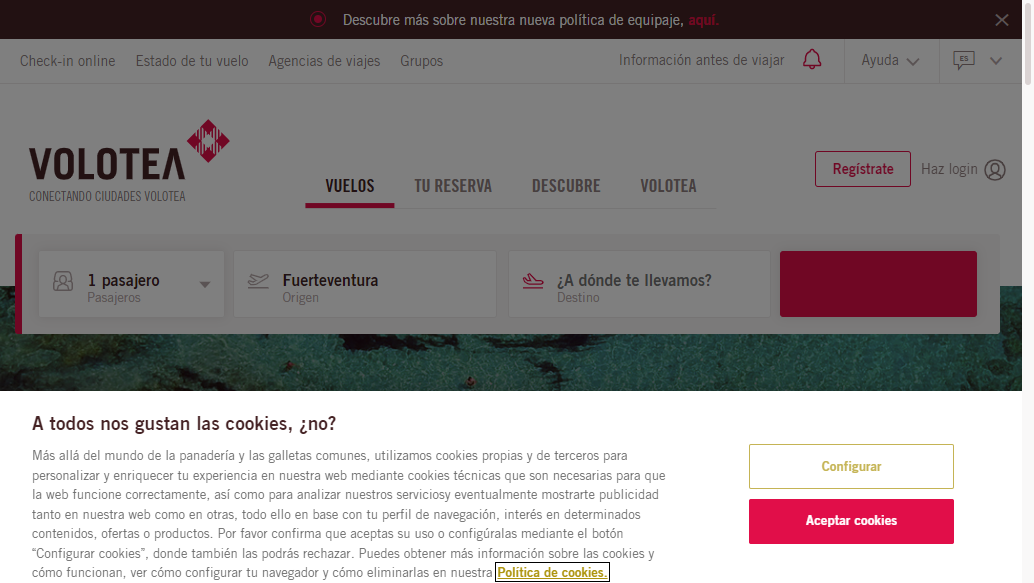 Descubre más sobre nuestra nueva política de equipaje, aquí.
Check-in online Estado de tu vuelo Agencias de viajes Grupos Información antes de viajar Ayuda ES
VOLOTEA
CONECTANDO CIUDADES VOLOTEA
VUELOS TU RESERVA DESCUBRE VOLOTEA
Regístrate Haz login
1 pasajero
Pasajeros
Fuerteventura
Origen
¿A dónde te llevamos?
Destino
A todos nos gustan las cookies, ¿no?
Más allá del mundo de la panadería y las galletas comunes, utilizamos cookies propias y de terceros para
personalizar y enriquecer tu experiencia en nuestra web mediante cookies técnicas que son necesarias para que
la web funcione correctamente, así como para analizar nuestros serviciosy eventualmente mostrarte publicidad
tanto en nuestra web como en otras, todo ello en base con tu perfil de navegación, interés en determinados
contenidos, ofertas o productos. Por favor confirma que aceptas su uso o configúralas mediante el botón
“Configurar cookies”, donde también las podrás rechazar. Puedes obtener más información sobre las cookies y
cómo funcionan, ver cómo configurar tu navegador y cómo eliminarlas en nuestra Política de cookies.
Configurar
Aceptar cookies